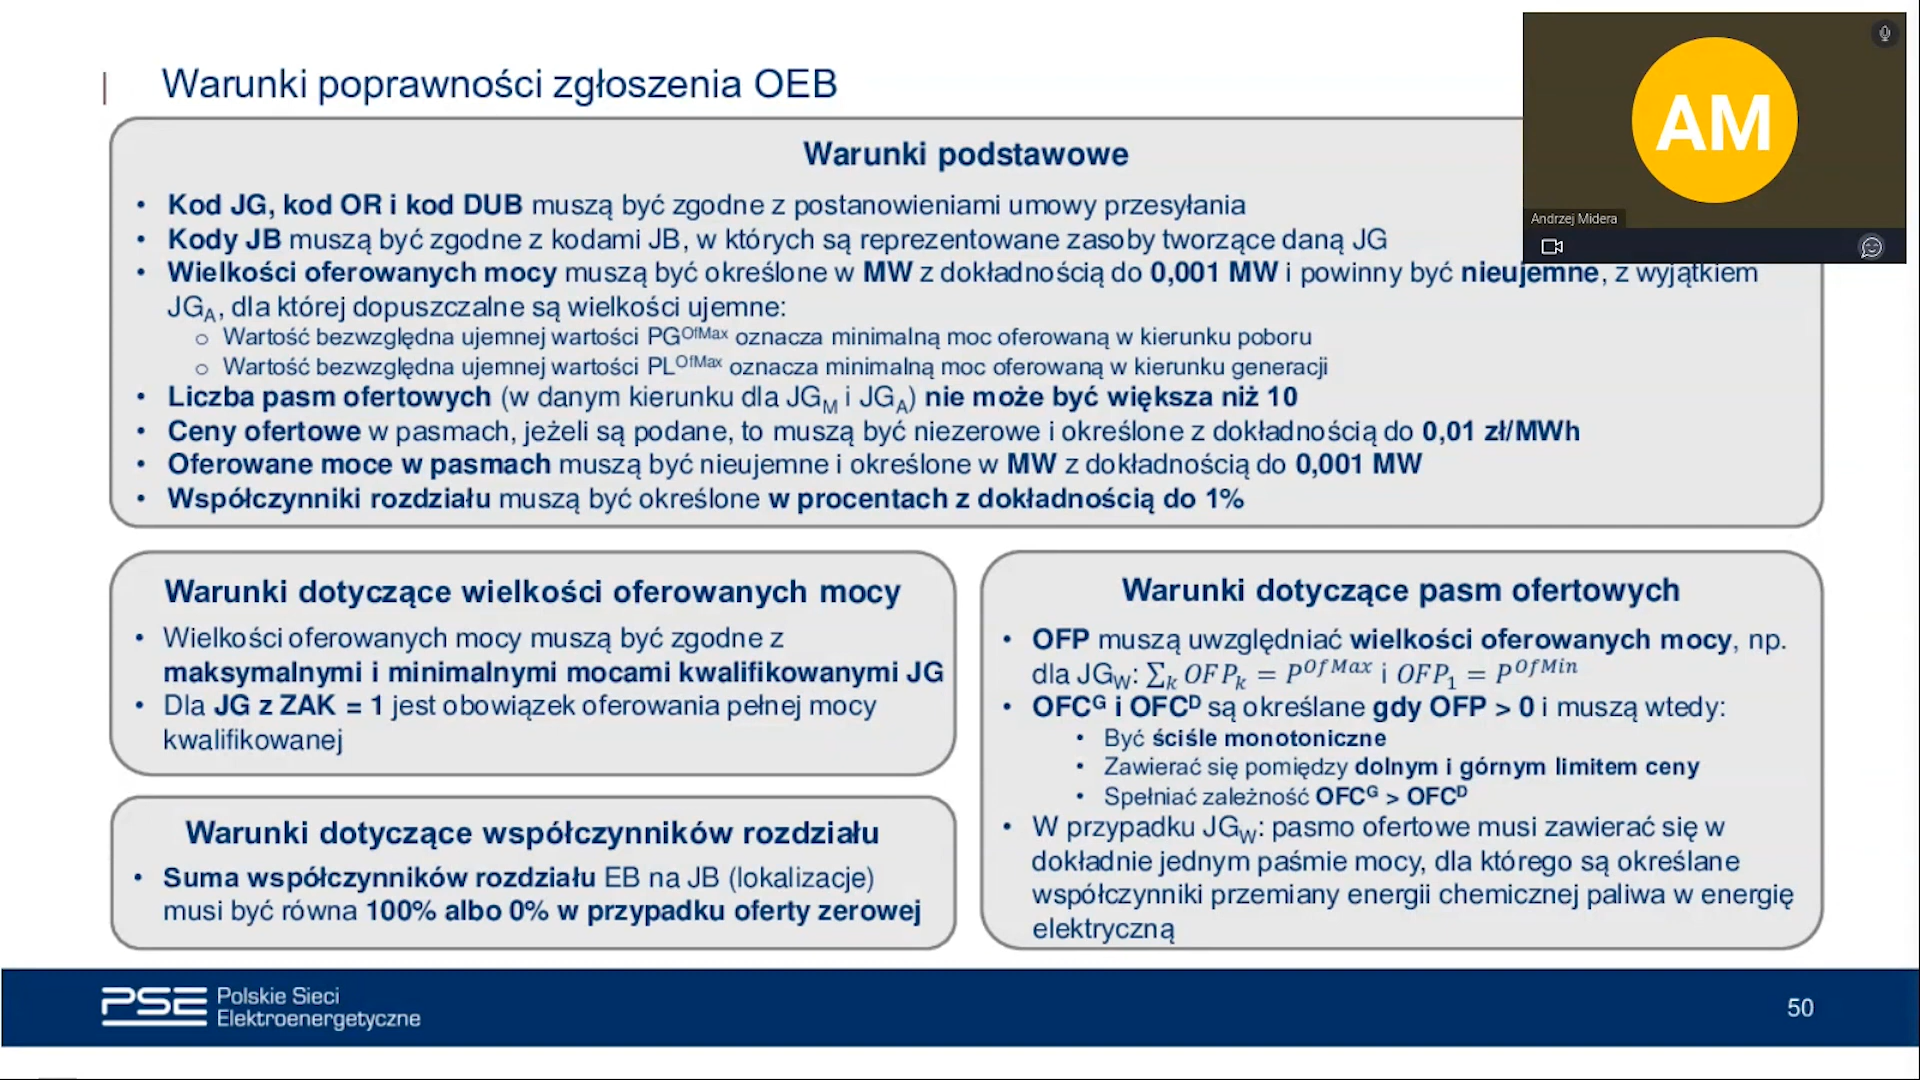 Warunki poprawności zgłoszenia OEB
AM
Andrzej Midera
Warunki podstawowe
• Kod JG, kod OR i kod DUB muszą być zgodne z postanowieniami umowy przesyłania
• Kody JB muszą być zgodne z kodami JB, w których są reprezentowane zasoby tworzące daną JG
• Wielkości oferowanych mocy muszą być określone w MW z dokładnością do 0,001 MW i powinny być nieujemne, z wyjątkiem
JG_A, dla której dopuszczalne są wielkości ujemne:
o Wartość bezwzględna ujemnej wartości PG^OfMax oznacza minimalną moc oferowaną w kierunku poboru
o Wartość bezwzględna ujemnej wartości PL^OfMax oznacza minimalną moc oferowaną w kierunku generacji
• Liczba pasm ofertowych (w danym kierunku dla JG_M i JG_A) nie może być większa niż 10
• Ceny ofertowe w pasmach, jeżeli są podane, to muszą być niezerowe i określone z dokładnością do 0,01 zł/MWh
• Oferowane moce w pasmach muszą być nieujemne i określone w MW z dokładnością do 0,001 MW
• Współczynniki rozdziału muszą być określone w procentach z dokładnością do 1%
Warunki dotyczące wielkości oferowanych mocy
• Wielkości oferowanych mocy muszą być zgodne z
maksymalnymi i minimalnymi mocami kwalifikowanymi JG
• Dla JG z ZAK = 1 jest obowiązek oferowania pełnej mocy
kwalifikowanej
Warunki dotyczące współczynników rozdziału
• Suma współczynników rozdziału EB na JB (lokalizacje)
musi być równa 100% albo 0% w przypadku oferty zerowej
Warunki dotyczące pasm ofertowych
• OFP muszą uwzględniać wielkości oferowanych mocy, np.
dla JG_W: ∑_k OFP_k = P^OfMax i OFP_1 = P^OfMin
• OFC^G i OFC^D są określane gdy OFP > 0 i muszą wtedy:
• Być ściśle monotoniczne
• Zawierać się pomiędzy dolnym i górnym limitem ceny
• Spełniać zależność OFC^G > OFC^D
• W przypadku JG_W: pasmo ofertowe musi zawierać się w
dokładnie jednym paśmie mocy, dla którego są określane
współczynniki przemiany energii chemicznej paliwa w energię
elektryczną
PSE Polskie Sieci
Elektroenergetyczne
50